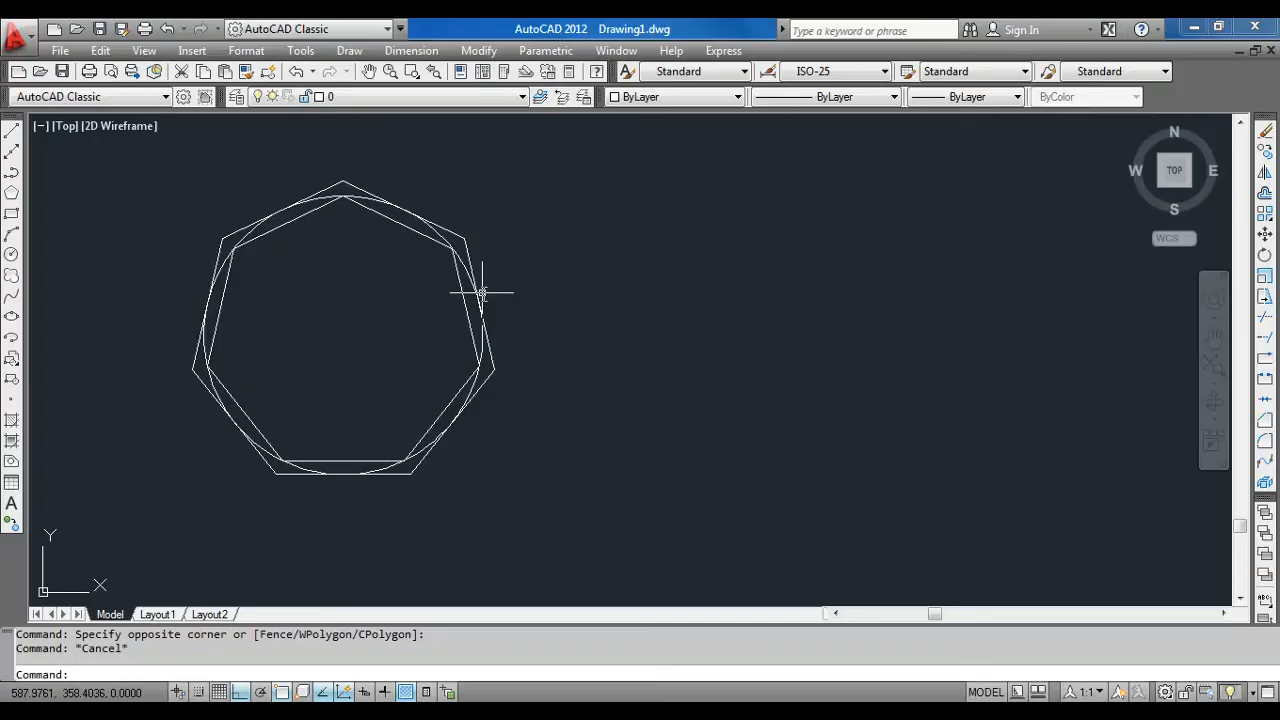 AutoCAD Classic
AutoCAD 2012 Drawing1.dwg
Type a keyword or phrase
Sign In
File Edit View Insert Format Tools Draw Dimension Modify Parametric Window Help Express
Standard ISO-25 Standard Standard
AutoCAD Classic 0 ByLayer ByLayer ByLayer ByColor
[−] [Top] [2D Wireframe]
N
W TOP E
S
WCS
Y
X
A
Model Layout1 Layout2
Command: Specify opposite corner or [Fence/WPolygon/CPolygon]:
Command: *Cancel*
Command:
587.9761, 358.4036, 0.0000 MODEL 1:1